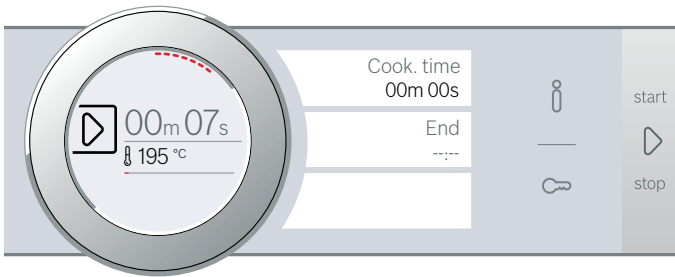 00m 07s
195 °C
Cook. time
00m 00s
End
--:--
start
stop